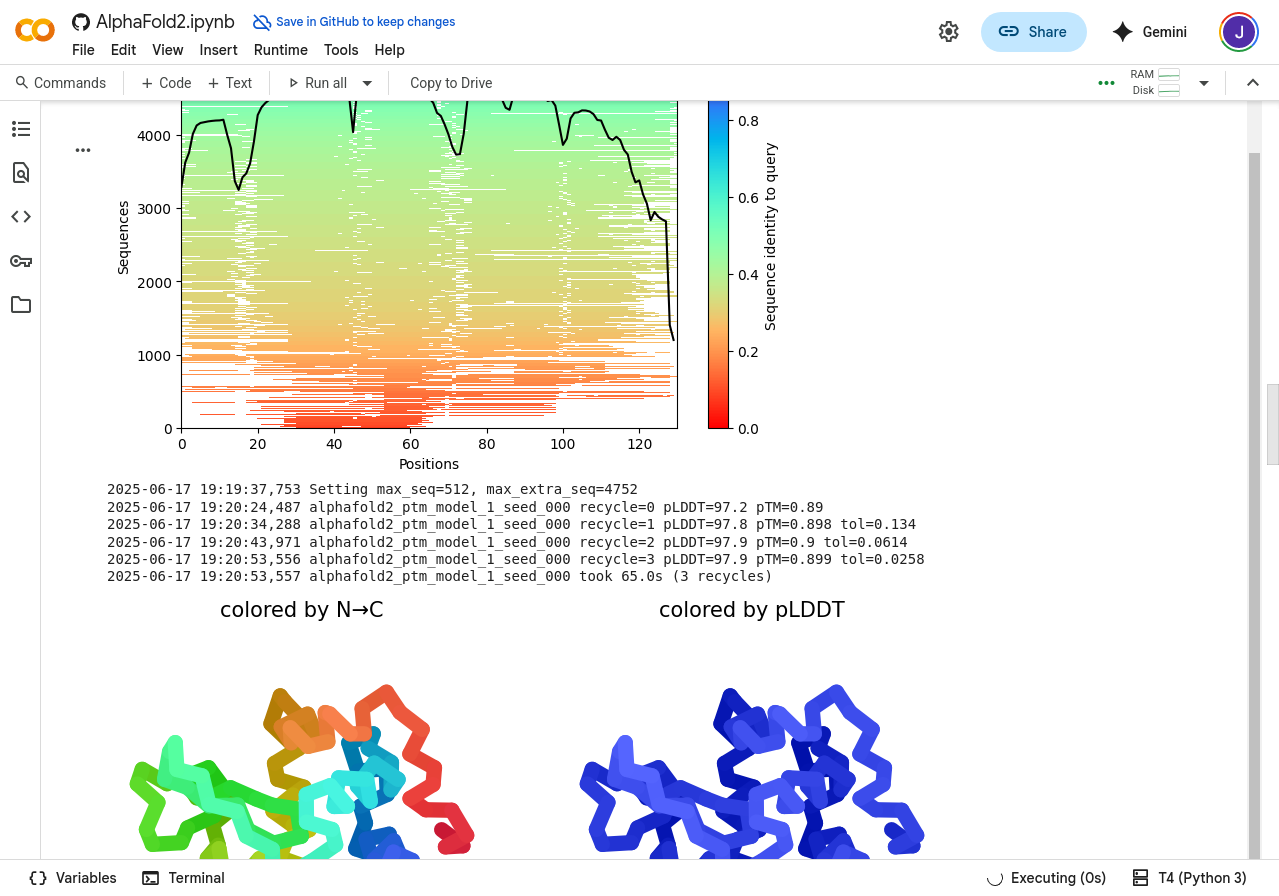 AlphaFold2.ipynb
Save in GitHub to keep changes
File Edit View Insert Runtime Tools Help
Share
Gemini
J
Commands
+ Code + Text
Run all
Copy to Drive
RAM
Disk
4000
3000
2000
1000
0
Sequences
0 20 40 60 80 100 120
Positions
0.8
0.6
0.4
0.2
0.0
Sequence identity to query
2025-06-17 19:19:37,753 Setting max_seq=512, max_extra_seq=4752
2025-06-17 19:20:24,487 alphafold2_ptm_model_1_seed_000 recycle=0 pLDDT=97.2 pTM=0.89
2025-06-17 19:20:34,288 alphafold2_ptm_model_1_seed_000 recycle=1 pLDDT=97.8 pTM=0.898 tol=0.134
2025-06-17 19:20:43,971 alphafold2_ptm_model_1_seed_000 recycle=2 pLDDT=97.9 pTM=0.9 tol=0.0614
2025-06-17 19:20:53,556 alphafold2_ptm_model_1_seed_000 recycle=3 pLDDT=97.9 pTM=0.899 tol=0.0258
2025-06-17 19:20:53,557 alphafold2_ptm_model_1_seed_000 took 65.0s (3 recycles)
colored by N→C
colored by pLDDT
Variables
Terminal
Executing (0s)
T4 (Python 3)